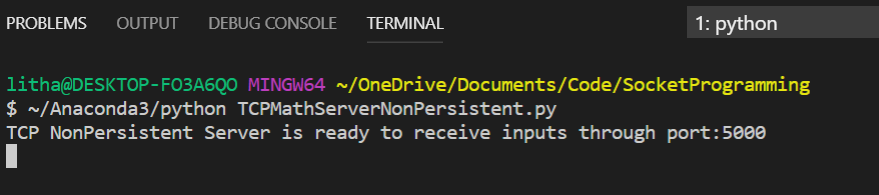 PROBLEMS OUTPUT DEBUG CONSOLE TERMINAL 1: python
litha@DESKTOP-FO3A6QO MINGW64 ~/OneDrive/Documents/Code/SocketProgramming
$ ~/Anaconda3/python TCPMathServerNonPersistent.py
TCP NonPersistent Server is ready to receive inputs through port:5000